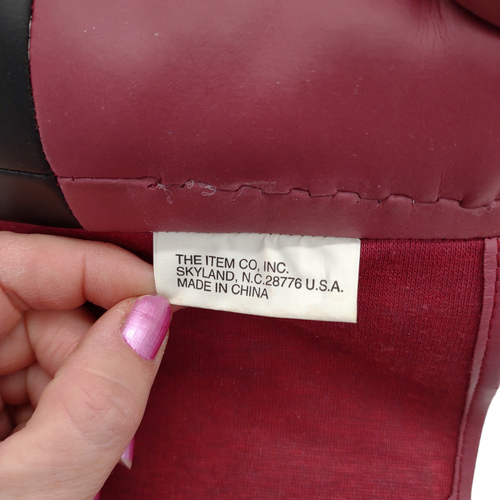 THE ITEM CO, INC.
SKYLAND, N.C.28776 U.S.A.
MADE IN CHINA